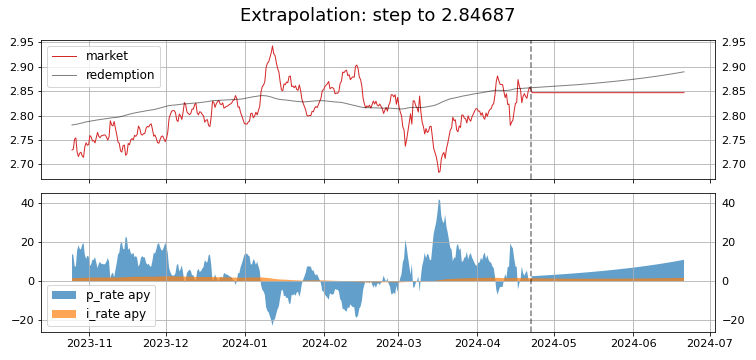 Extrapolation: step to 2.84687
2.95 2.95
market
2.90 2.90
redemption
2.85 2.85
2.80 2.80
2.75 2.75
2.70 2.70
40 40
20 20
0 0
p_rate apy
i_rate apy
−20 −20
2023-11 2023-12 2024-01 2024-02 2024-03 2024-04 2024-05 2024-06 2024-07